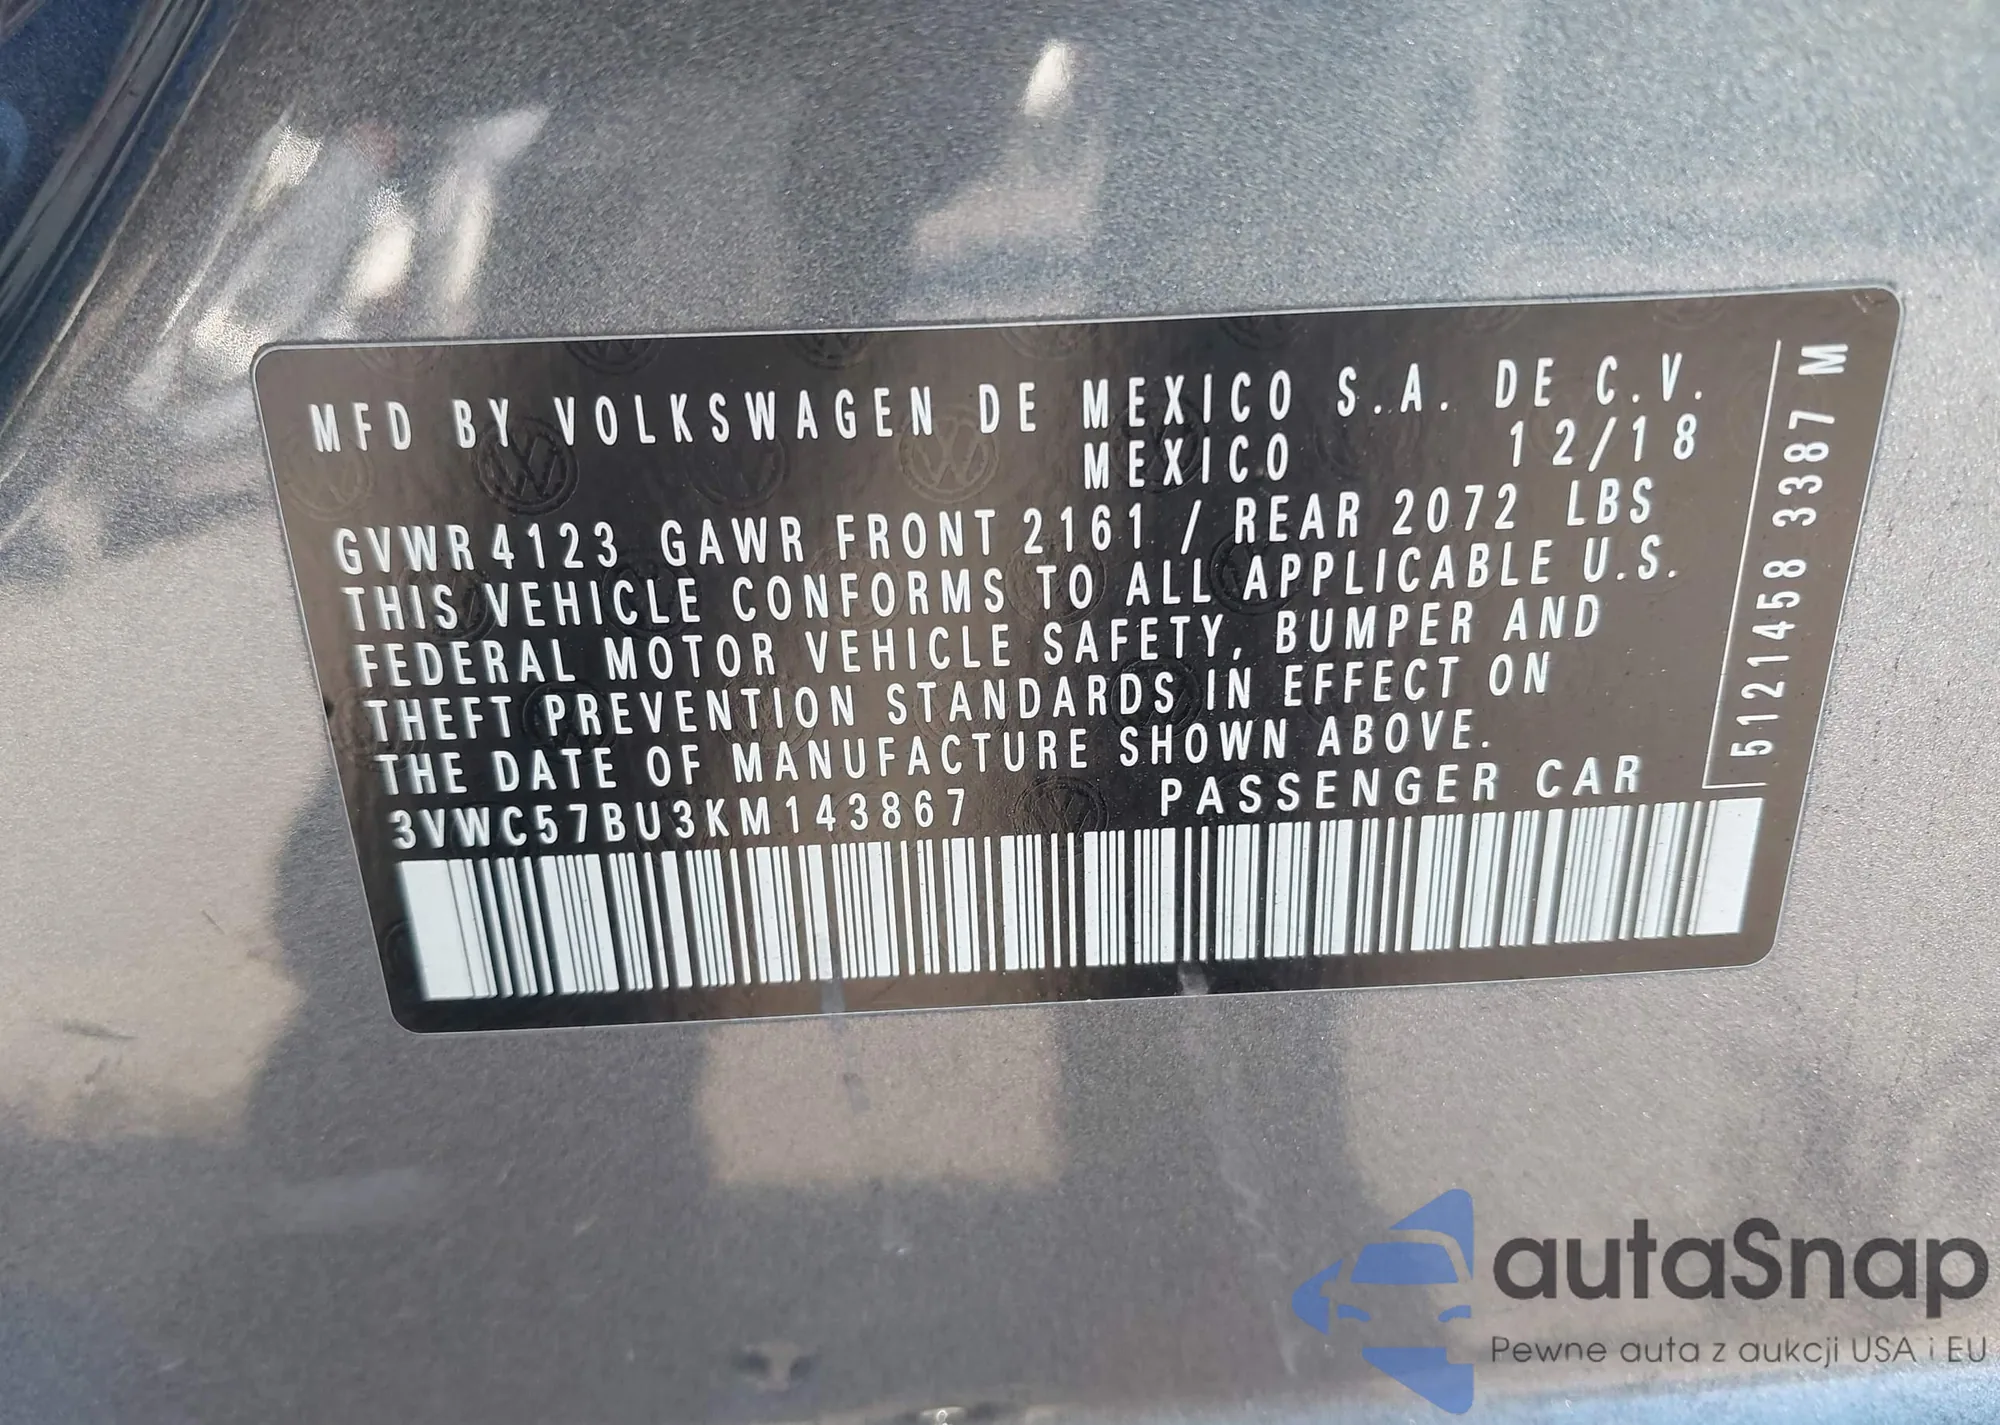 MFD BY VOLKSWAGEN DE MEXICO S.A. DE C.V.
MEXICO 12/18
GVWR 4123 GAWR FRONT 2161 / REAR 2072 LBS
THIS VEHICLE CONFORMS TO ALL APPLICABLE U.S.
FEDERAL MOTOR VEHICLE SAFETY, BUMPER AND
THEFT PREVENTION STANDARDS IN EFFECT ON
THE DATE OF MANUFACTURE SHOWN ABOVE.
3VWC57BU3KM143867 PASSENGER CAR
5121458 3387 M
autaSnap
Pewne auta z aukcji USA i EU